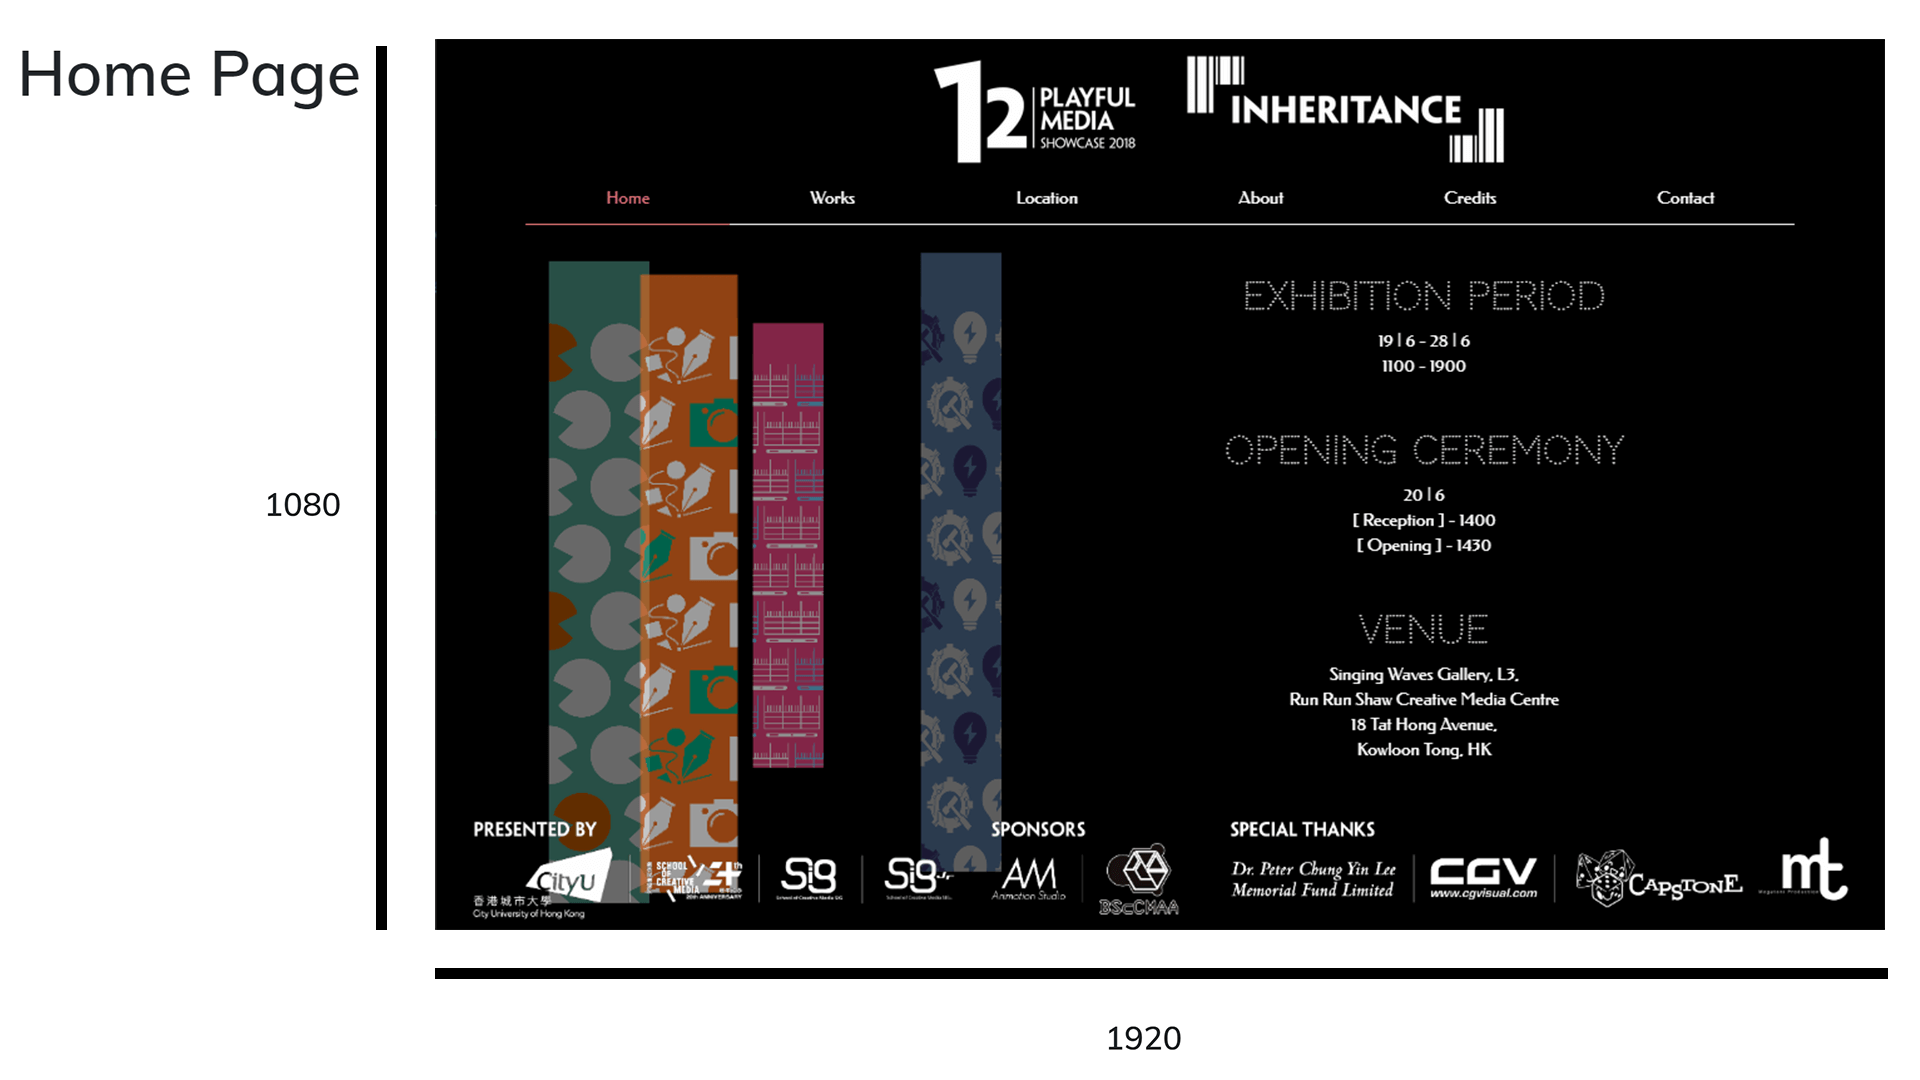 Home Page
12
PLAYFUL
MEDIA
SHOWCASE 2018
INHERITANCE
Home
Works
Location
About
Credits
Contact
EXHIBITION PERIOD
19 | 6 - 28 | 6
1100 - 1900
OPENING CEREMONY
20 | 6
[ Reception ] - 1400
[ Opening ] - 1430
VENUE
Singing Waves Gallery, L3,
Run Run Shaw Creative Media Centre
18 Tat Hong Avenue,
Kowloon Tong, HK
1080
PRESENTED BY
CityU
香港城市大學
City University of Hong Kong
SCHOOL
OF
CREATIVE
MEDIA
20th ANNIVERSARY
SPONSORS
AM
Animation Studio
BSCCMAA
SPECIAL THANKS
Dr. Peter Chung Yin Lee
Memorial Fund Limited
CGV
www.cgvisual.com
CAPSTONE
mt
1920